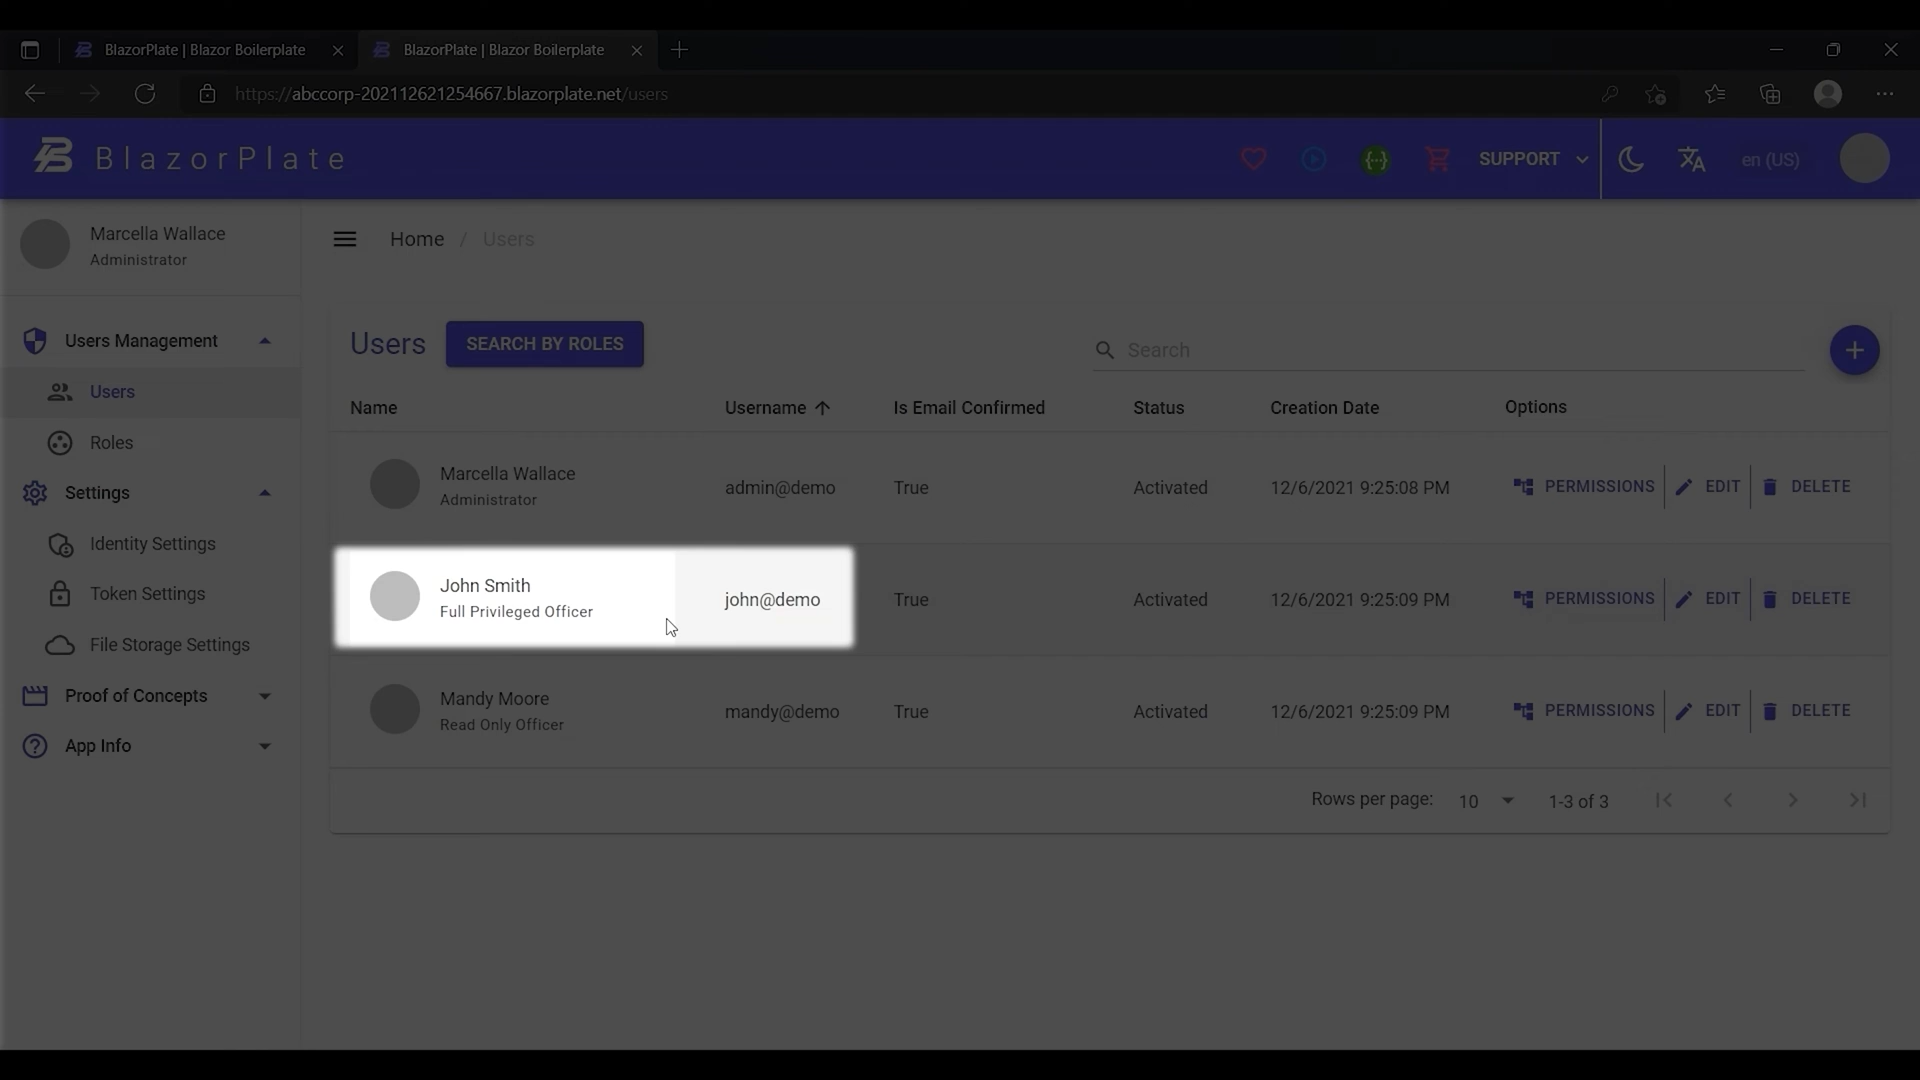 BlazorPlate | Blazor Boilerplate
BlazorPlate | Blazor Boilerplate
https://abccorp-202112621254667.blazorplate.net/users
BlazorPlate
SUPPORT
en (US)
Marcella Wallace
Administrator
Home / Users
Users Management
Users
Roles
Settings
Identity Settings
Token Settings
File Storage Settings
Proof of Concepts
App Info
Users SEARCH BY ROLES
Search
Name Username Is Email Confirmed Status Creation Date Options
Marcella Wallace
Administrator
admin@demo True Activated 12/6/2021 9:25:08 PM PERMISSIONS EDIT DELETE
John Smith
Full Privileged Officer
john@demo True Activated 12/6/2021 9:25:09 PM PERMISSIONS EDIT DELETE
Mandy Moore
Read Only Officer
mandy@demo True Activated 12/6/2021 9:25:09 PM PERMISSIONS EDIT DELETE
Rows per page: 10 1-3 of 3